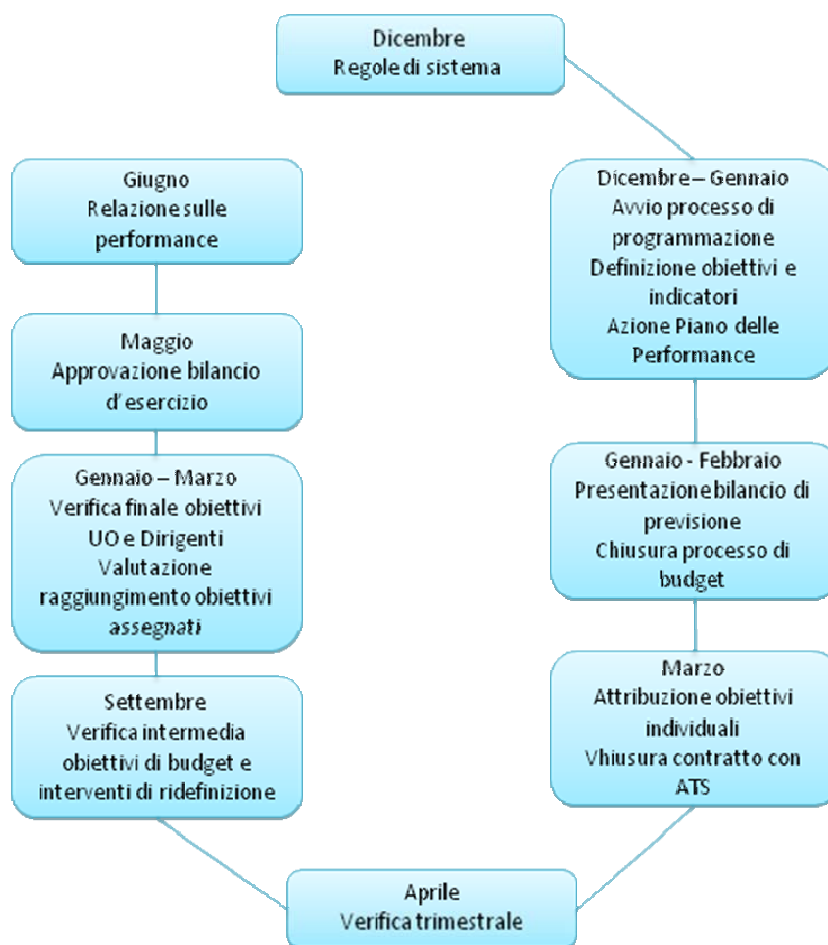 Dicembre
Regole di sistema
Giugno
Relazione sulle
performance
Dicembre – Gennaio
Avvio processo di
programmazione
Definizione obiettivi e
indicatori
Azione Piano delle
Performance
Maggio
Approvazione bilancio
d'esercizio
Gennaio - Febbraio
Presentazione bilancio di
previsione
Chiusura processo di
budget
Gennaio – Marzo
Verifica finale obiettivi
UO e Dirigenti
Valutazione
raggiungimento obiettivi
assegnati
Marzo
Attribuzione obiettivi
individuali
Vhiusura contratto con
ATS
Settembre
Verifica intermedia
obiettivi di budget e
interventi di ridefinizione
Aprile
Verifica trimestrale